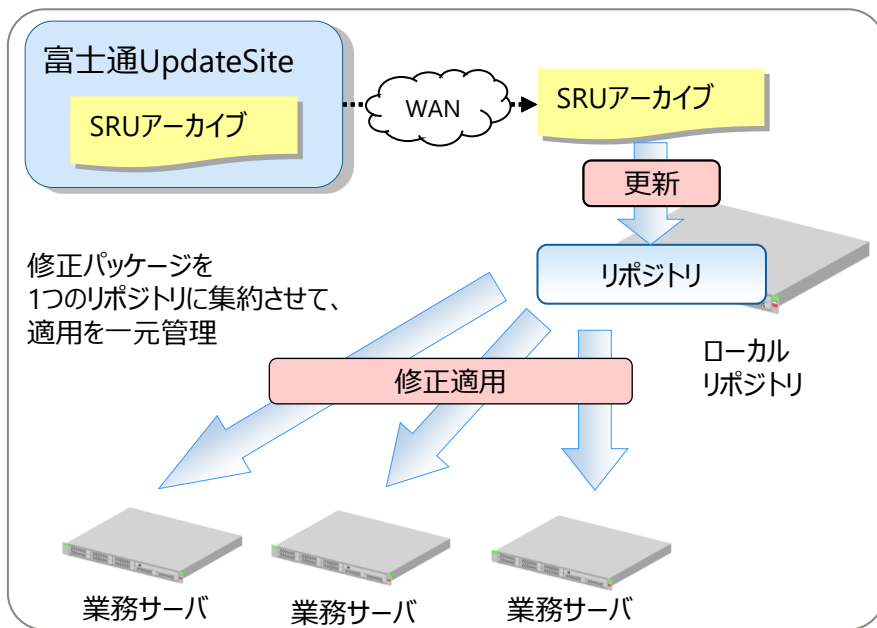 富士通UpdateSite
SRUアーカイブ
WAN
SRUアーカイブ
更新
リポジトリ
修正パッケージを
1つのリポジトリに集約させて、
適用を一元管理
ローカル
リポジトリ
修正適用
業務サーバ
業務サーバ
業務サーバ